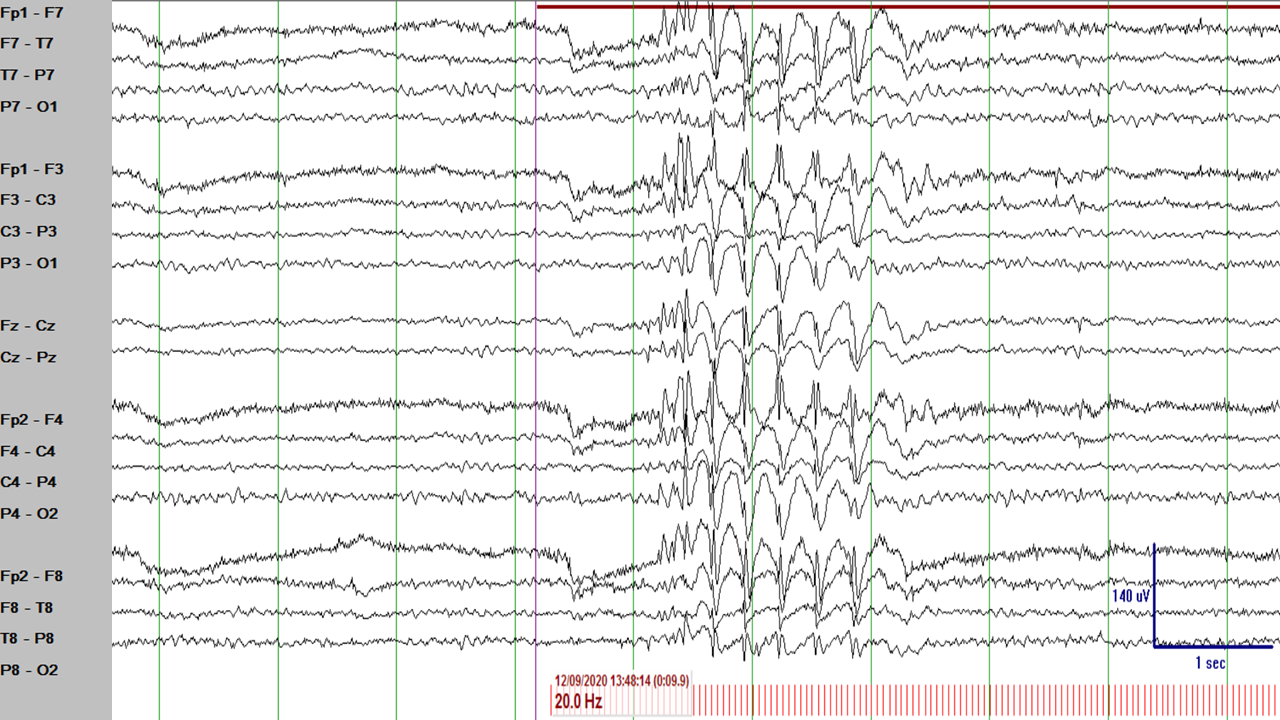 Fp1 - F7
F7 - T7
T7 - P7
P7 - O1
Fp1 - F3
F3 - C3
C3 - P3
P3 - O1
Fz - Cz
Cz - Pz
Fp2 - F4
F4 - C4
C4 - P4
P4 - O2
Fp2 - F8
F8 - T8
T8 - P8
P8 - O2
140 uV
1 sec
12/09/2020 13:48:14 (0:09.9)
20.0 Hz